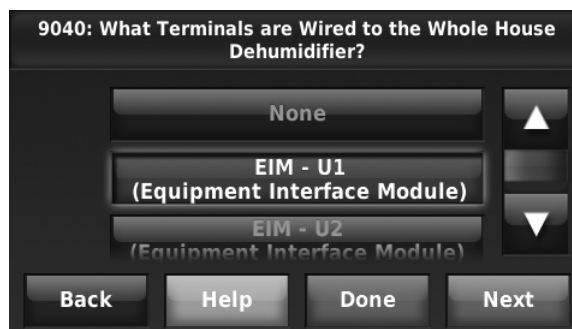 9040: What Terminals are Wired to the Whole House
Dehumidifier?
None
EIM - U1
(Equipment Interface Module)
EIM - U2
(Equipment Interface Module)
Back
Help
Done
Next